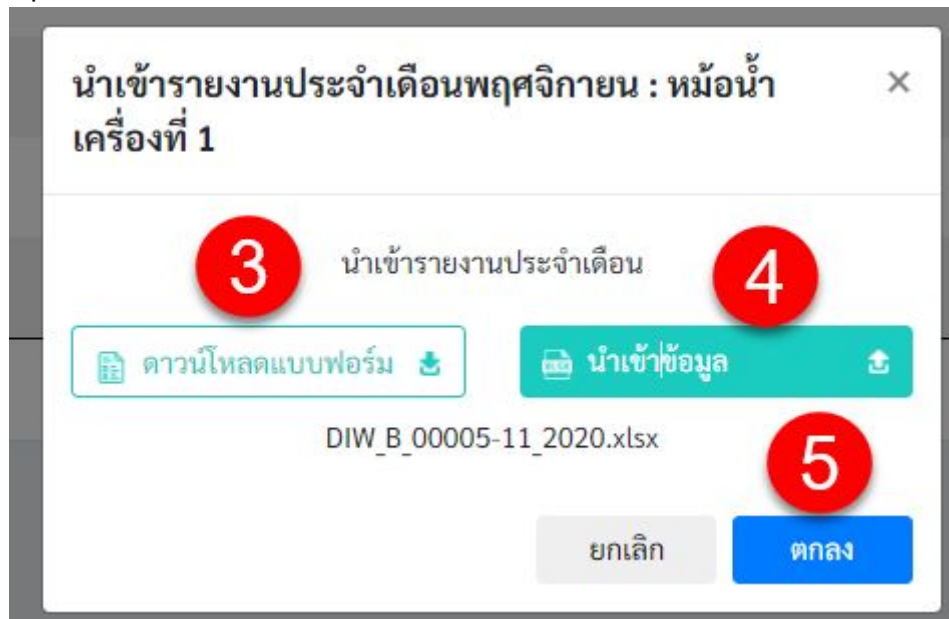 นำเข้ารายงานประจำเดือนพฤศจิกายน : หม้อน้ำ ×
เครื่องที่ 1
3 นำเข้ารายงานประจำเดือน 4
ดาวน์โหลดแบบฟอร์ม นำเข้าข้อมูล
DIW_B_00005-11_2020.xlsx
5
ยกเลิก ตกลง